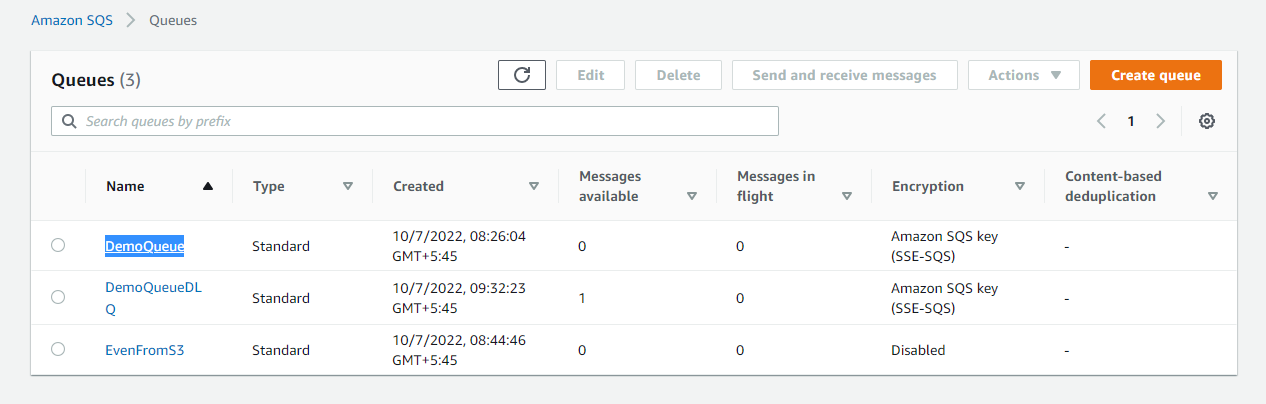 Amazon SQS > Queues
Queues (3)
Edit
Delete
Send and receive messages
Actions
Create queue
Search queues by prefix
1
Name
Type
Created
Messages
available
Messages in
flight
Encryption
Content-based
deduplication
DemoQueue
Standard
10/7/2022, 08:26:04
GMT+5:45
0
0
Amazon SQS key
(SSE-SQS)
-
DemoQueueDL
Q
Standard
10/7/2022, 09:32:23
GMT+5:45
1
0
Amazon SQS key
(SSE-SQS)
-
EvenFromS3
Standard
10/7/2022, 08:44:46
GMT+5:45
0
0
Disabled
-